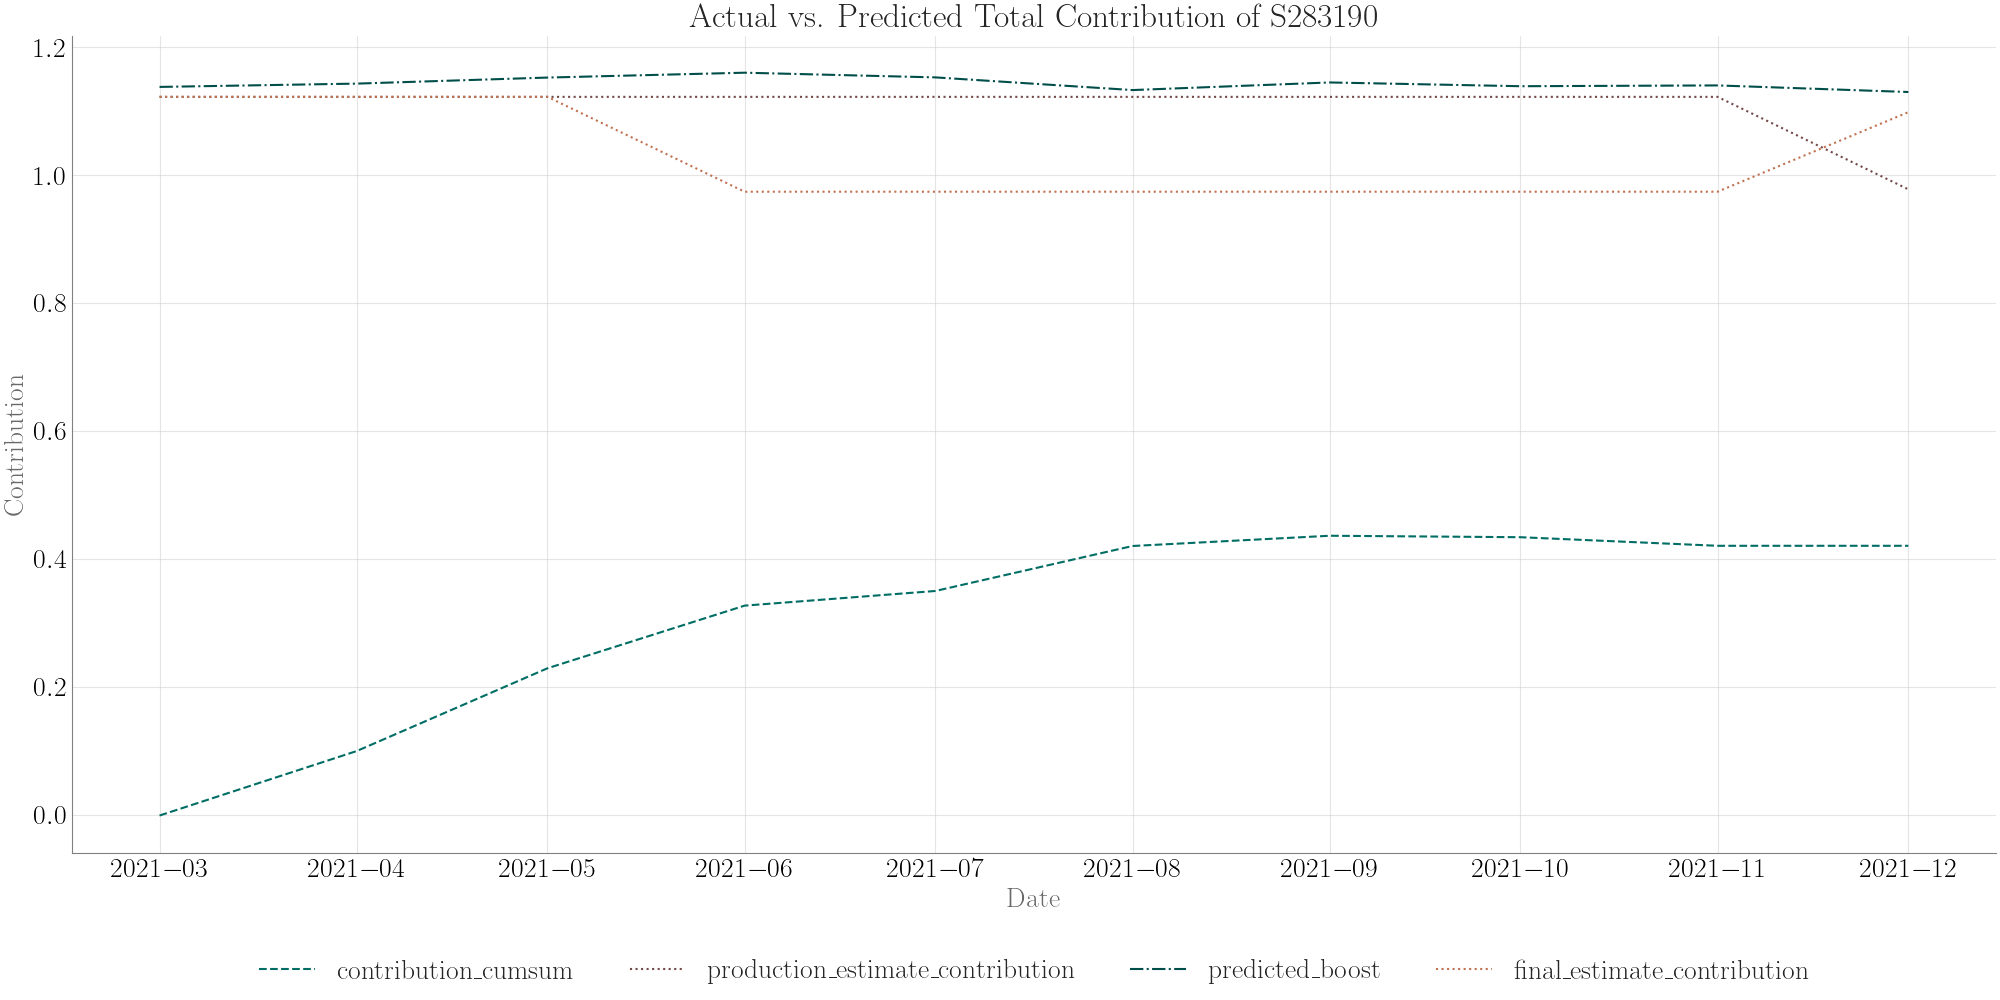 Actual vs. Predicted Total Contribution of S283190
1.2
1.0
0.8
0.6
0.4
0.2
0.0
Contribution
2021−03 2021−04 2021−05 2021−06 2021−07 2021−08 2021−09 2021−10 2021−11 2021−12
Date
contribution_cumsum production_estimate_contribution predicted_boost final_estimate_contribution